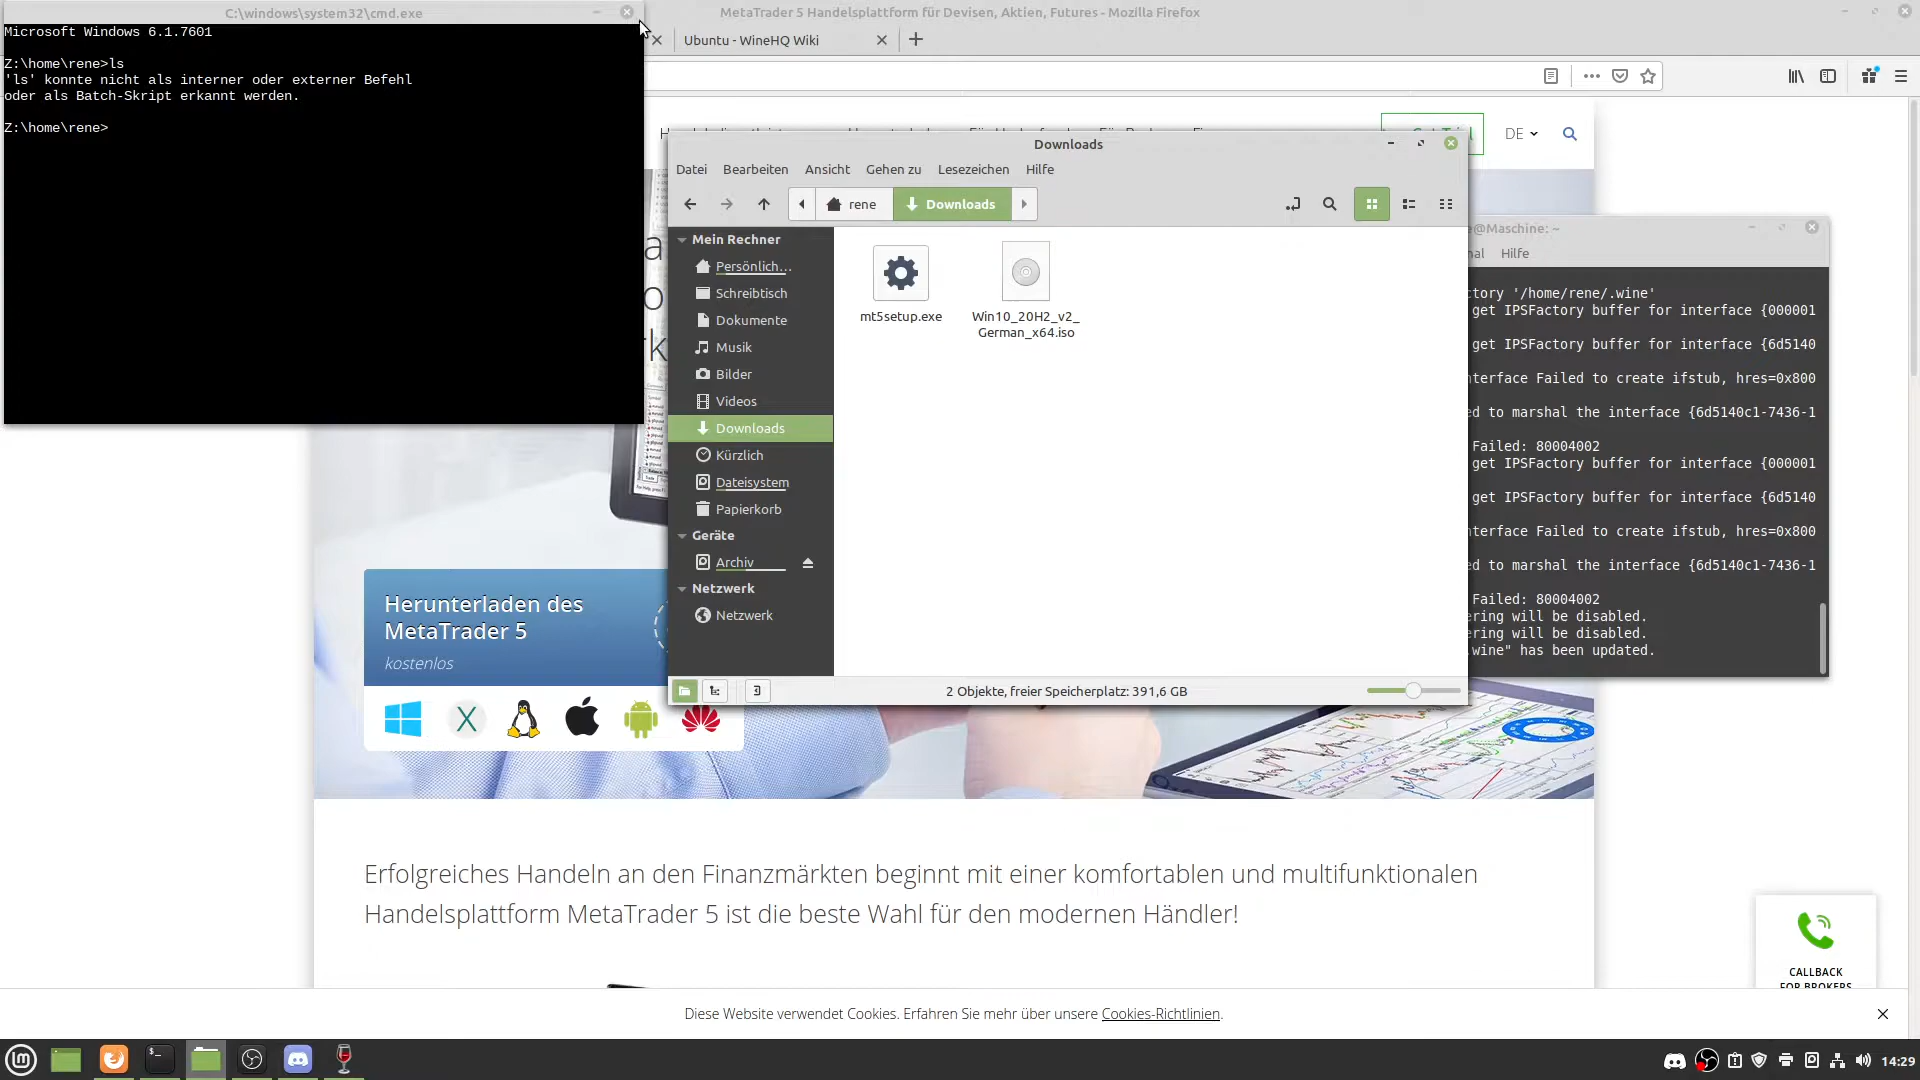 C:\windows\system32\cmd.exe
Microsoft Windows 6.1.7601
Z:\home\rene>ls
'ls' konnte nicht als interner oder externer Befehl
oder als Batch-Skript erkannt werden.
Z:\home\rene>
MetaTrader 5 Handelsplattform für Devisen, Aktien, Futures - Mozilla Firefox
Ubuntu - WineHQ Wiki
DE
Downloads
Datei Bearbeiten Ansicht Gehen zu Lesezeichen Hilfe
rene Downloads
Mein Rechner
Persönlich...
Schreibtisch
Dokumente
Musik
Bilder
Videos
Downloads
Kürzlich
Dateisystem
Papierkorb
Geräte
Archiv
Netzwerk
Netzwerk
mt5setup.exe
Win10_20H2_v2_
German_x64.iso
2 Objekte, freier Speicherplatz: 391,6 GB
e@Maschine: ~
nal Hilfe
tory '/home/rene/.wine'
get IPSFactory buffer for interface {000001
get IPSFactory buffer for interface {6d5140
nterface Failed to create ifstub, hres=0x800
ed to marshal the interface {6d5140c1-7436-1
Failed: 80004002
get IPSFactory buffer for interface {000001
get IPSFactory buffer for interface {6d5140
nterface Failed to create ifstub, hres=0x800
ed to marshal the interface {6d5140c1-7436-1
Failed: 80004002
ering will be disabled.
ering will be disabled.
wine" has been updated.
Herunterladen des
MetaTrader 5
kostenlos
Erfolgreiches Handeln an den Finanzmärkten beginnt mit einer komfortablen und multifunktionalen
Handelsplattform MetaTrader 5 ist die beste Wahl für den modernen Händler!
CALLBACK
FOR BROKERS
Diese Website verwendet Cookies. Erfahren Sie mehr über unsere Cookies-Richtlinien.
14:29